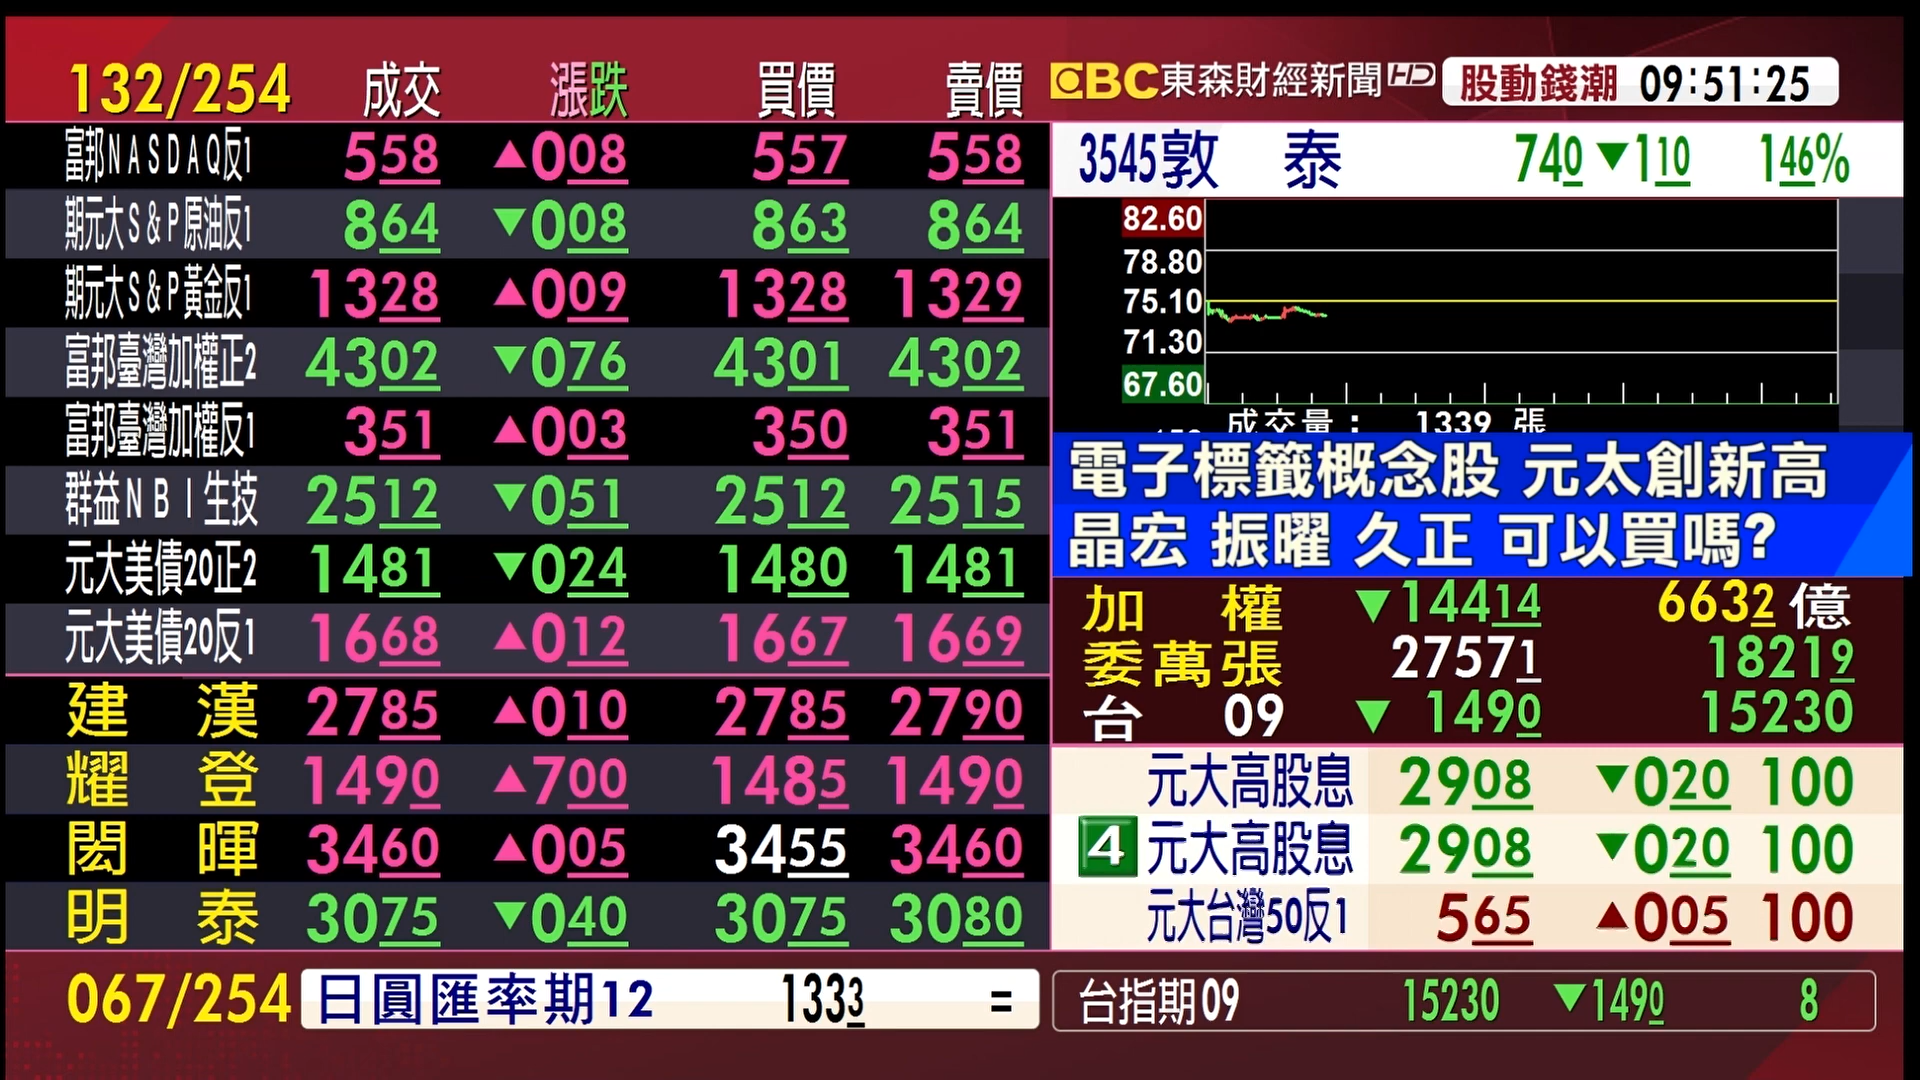 132/254 成交 漲跌 買價 賣價
富邦NASDAQ反1 558 ▲008 557 558
期元大S&P原油反1 864 ▼008 863 864
期元大S&P黃金反1 1328 ▲009 1328 1329
富邦臺灣加權正2 4302 ▼076 4301 4302
富邦臺灣加權反1 351 ▲003 350 351
群益NBI生技 2512 ▼051 2512 2515
元大美債20正2 1481 ▼024 1480 1481
元大美債20反1 1668 ▲012 1667 1669
建漢 2785 ▲010 2785 2790
耀登 1490 ▲700 1485 1490
閎暉 3460 ▲005 3455 3460
明泰 3075 ▼040 3075 3080
067/254 日圓匯率期12 1333 =
EBC東森財經新聞HD 股動錢潮 09:51:25
3545敦泰 740 ▼110 146%
82.60
78.80
75.10
71.30
67.60
成交量: 1339 張
電子標籤概念股 元太創新高
晶宏 振曜 久正 可以買嗎?
加權 ▼14414 6632億
委萬張 27571 18219
台09 ▼1490 15230
元大高股息 2908 ▼020 100
4 元大高股息 2908 ▼020 100
元大台灣50反1 565 ▲005 100
台指期09 15230 ▼1490 8